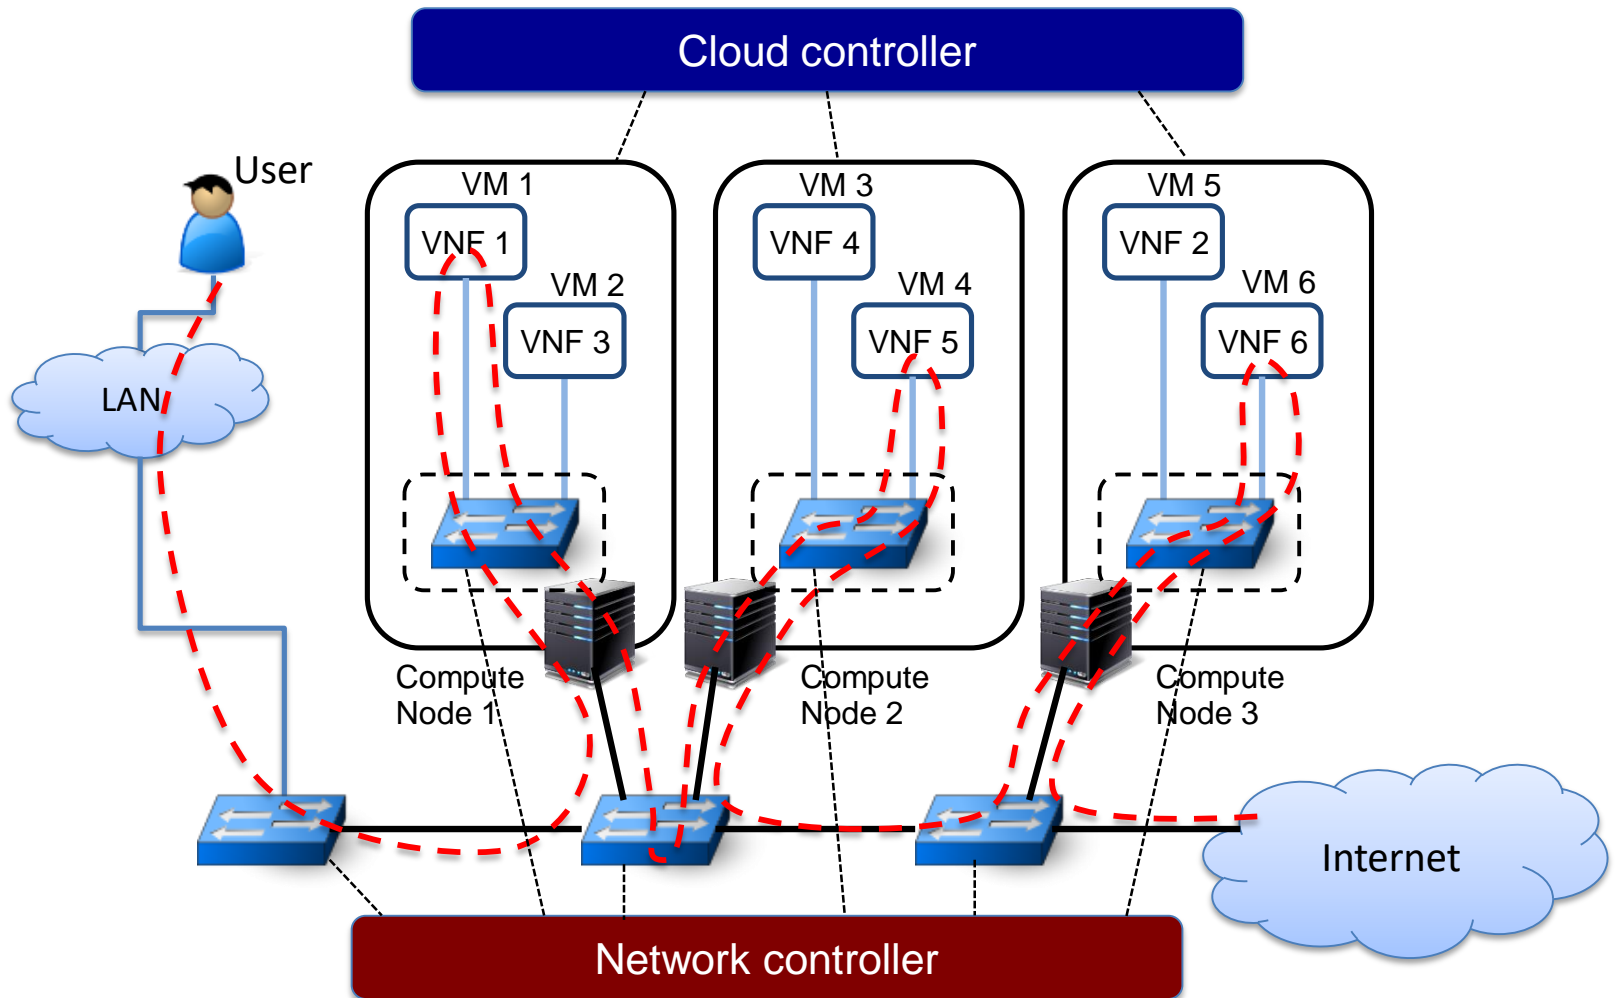 Cloud controller
User
VM 1
VNF 1
VM 2
VNF 3
VM 3
VNF 4
VM 4
VNF 5
VM 5
VNF 2
VM 6
VNF 6
LAN
Compute
Node 1
Compute
Node 2
Compute
Node 3
Internet
Network controller